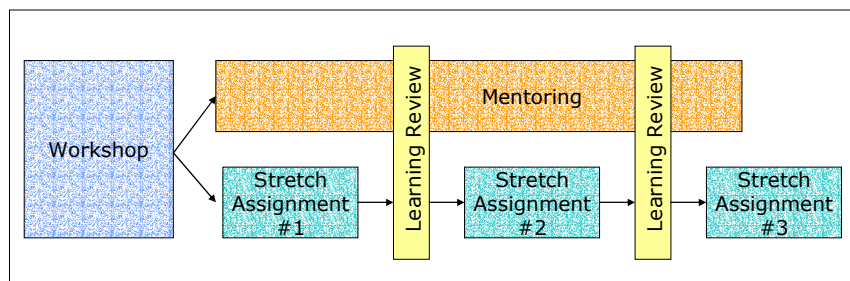 Workshop
Mentoring
Learning Review
Learning Review
Stretch
Assignment
#1
Stretch
Assignment
#2
Stretch
Assignment
#3